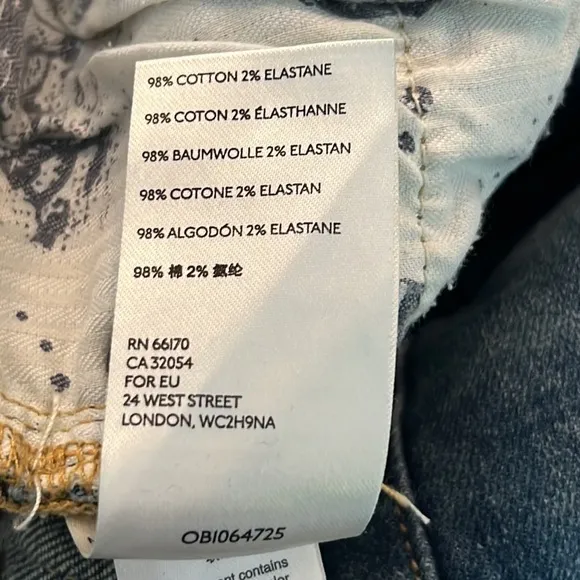 98% COTTON 2% ELASTANE
98% COTON 2% ÉLASTHANNE
98% BAUMWOLLE 2% ELASTAN
98% COTONE 2% ELASTAN
98% ALGODÓN 2% ELASTANE
98% 棉 2% 氨纶
RN 66170
CA 32054
FOR EU
24 WEST STREET
LONDON, WC2H9NA
OB1064725
contains